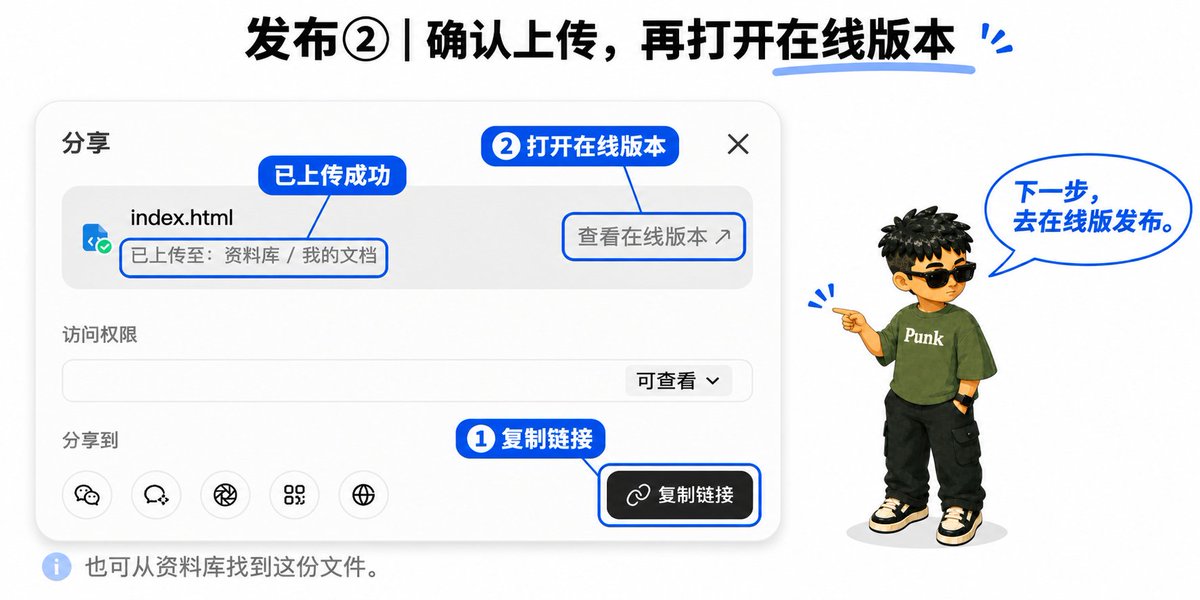 发布②｜确认上传，再打开在线版本
分享
② 打开在线版本
已上传成功
index.html
已上传至：资料库 / 我的文档
查看在线版本 ↗
下一步，
去在线版发布。
Punk
访问权限
可查看
分享到
① 复制链接
复制链接
i 也可从资料库找到这份文件。